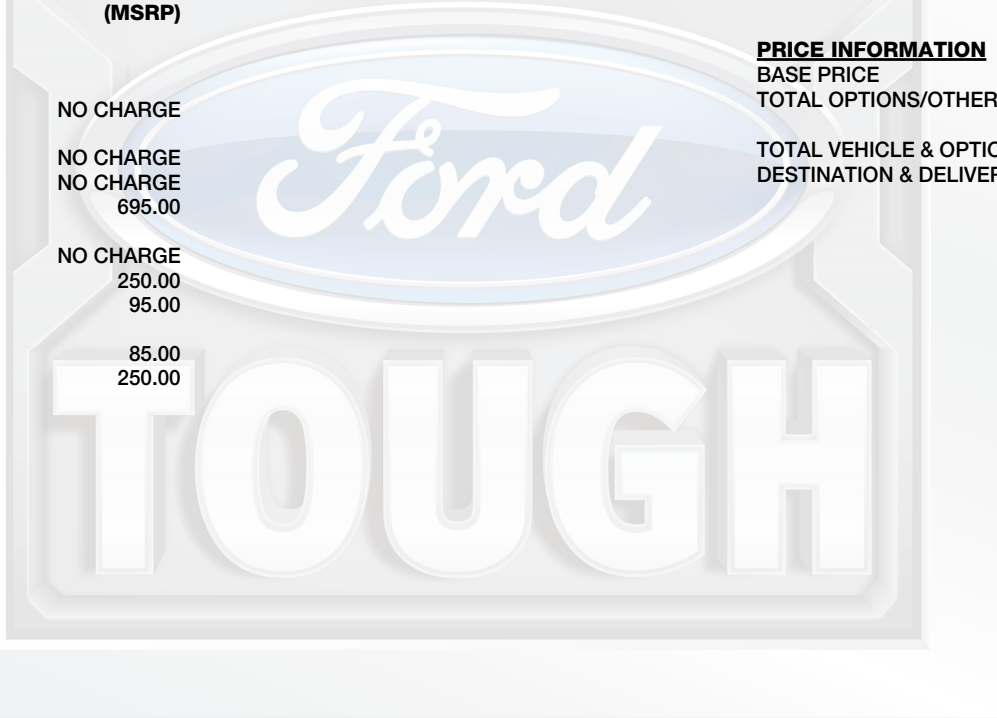 (MSRP)
NO CHARGE
NO CHARGE
NO CHARGE
695.00
NO CHARGE
250.00
95.00
85.00
250.00
PRICE INFORMATION
BASE PRICE
TOTAL OPTIONS/OTHER
TOTAL VEHICLE & OPTIO
DESTINATION & DELIVER
Ford
TOUGH